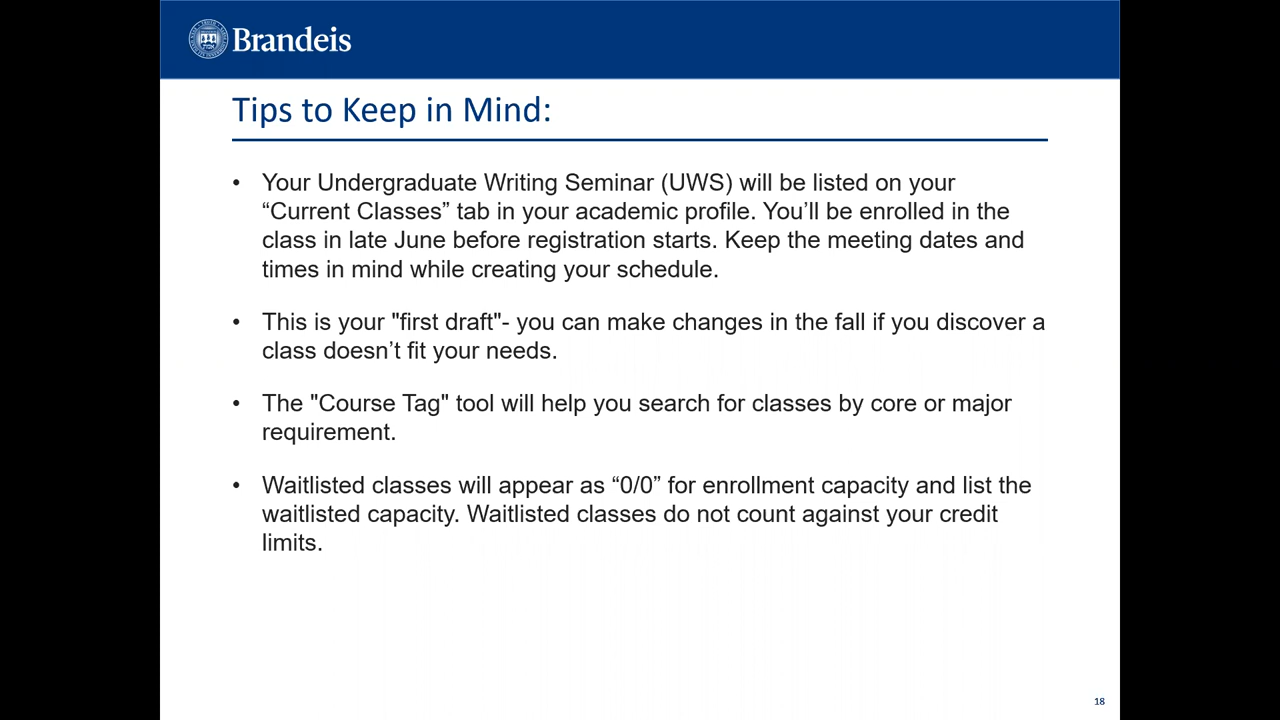 Brandeis
Tips to Keep in Mind:
• Your Undergraduate Writing Seminar (UWS) will be listed on your
“Current Classes” tab in your academic profile. You’ll be enrolled in the
class in late June before registration starts. Keep the meeting dates and
times in mind while creating your schedule.
• This is your "first draft"- you can make changes in the fall if you discover a
class doesn’t fit your needs.
• The "Course Tag" tool will help you search for classes by core or major
requirement.
• Waitlisted classes will appear as “0/0” for enrollment capacity and list the
waitlisted capacity. Waitlisted classes do not count against your credit
limits.
18